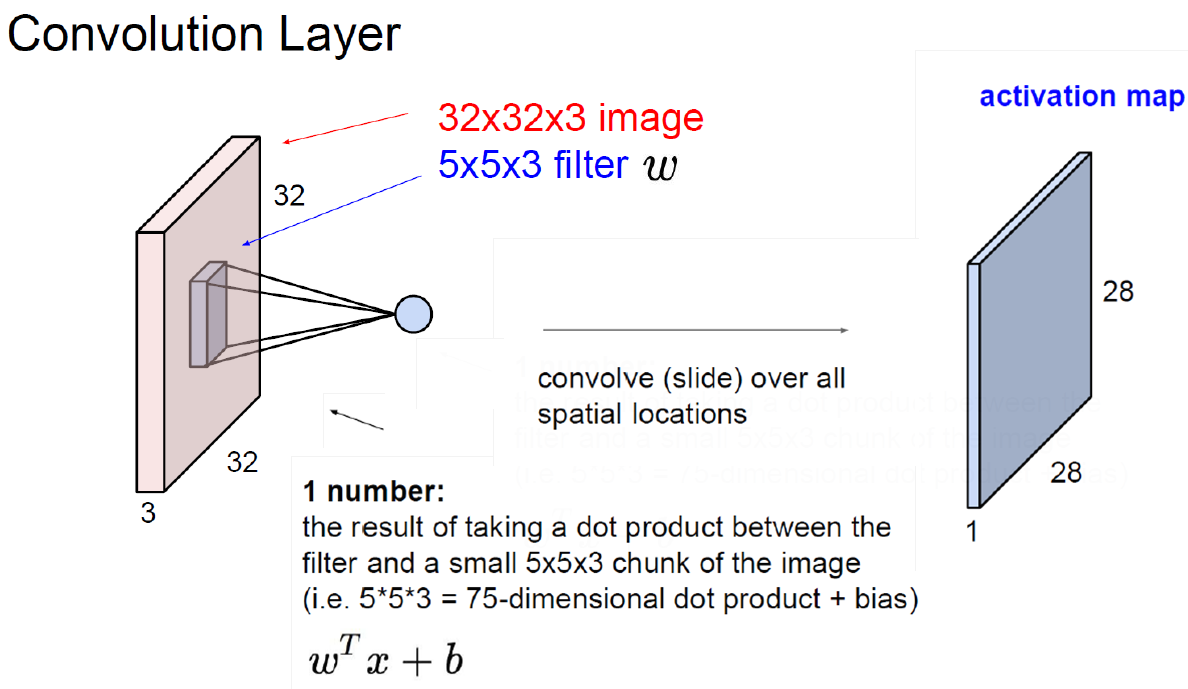 Convolution Layer
activation map
32x32x3 image
5x5x3 filter w
32
32
3
convolve (slide) over all
spatial locations
28
28
1
1 number:
the result of taking a dot product between the
filter and a small 5x5x3 chunk of the image
(i.e. 5*5*3 = 75-dimensional dot product + bias)
w^T x + b